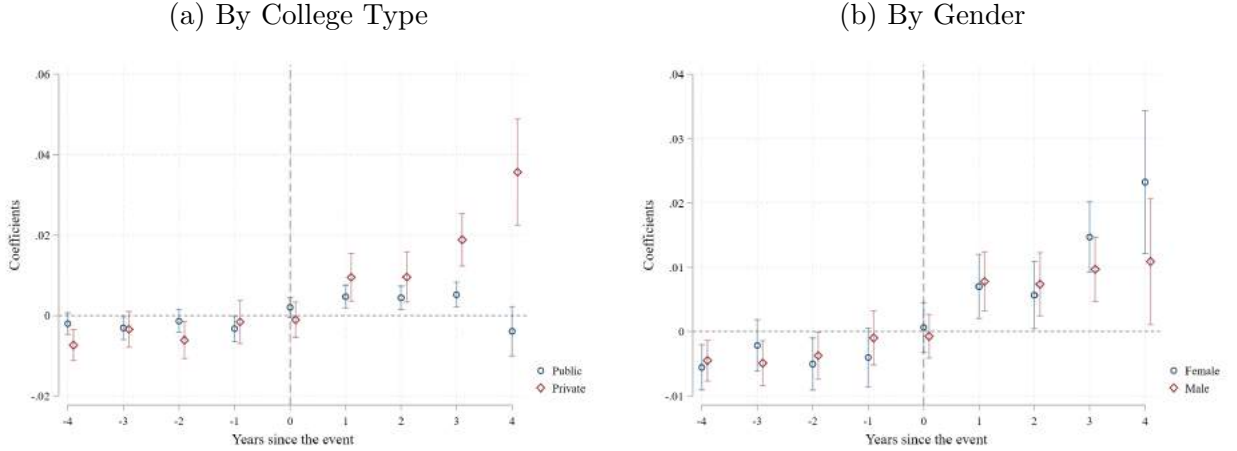 (a) By College Type
.06
.04
.02
0
-.02
Coefficients
-4 -3 -2 -1 0 1 2 3 4
Years since the event
Public
Private
(b) By Gender
.04
.03
.02
.01
0
-.01
Coefficients
-4 -3 -2 -1 0 1 2 3 4
Years since the event
Female
Male